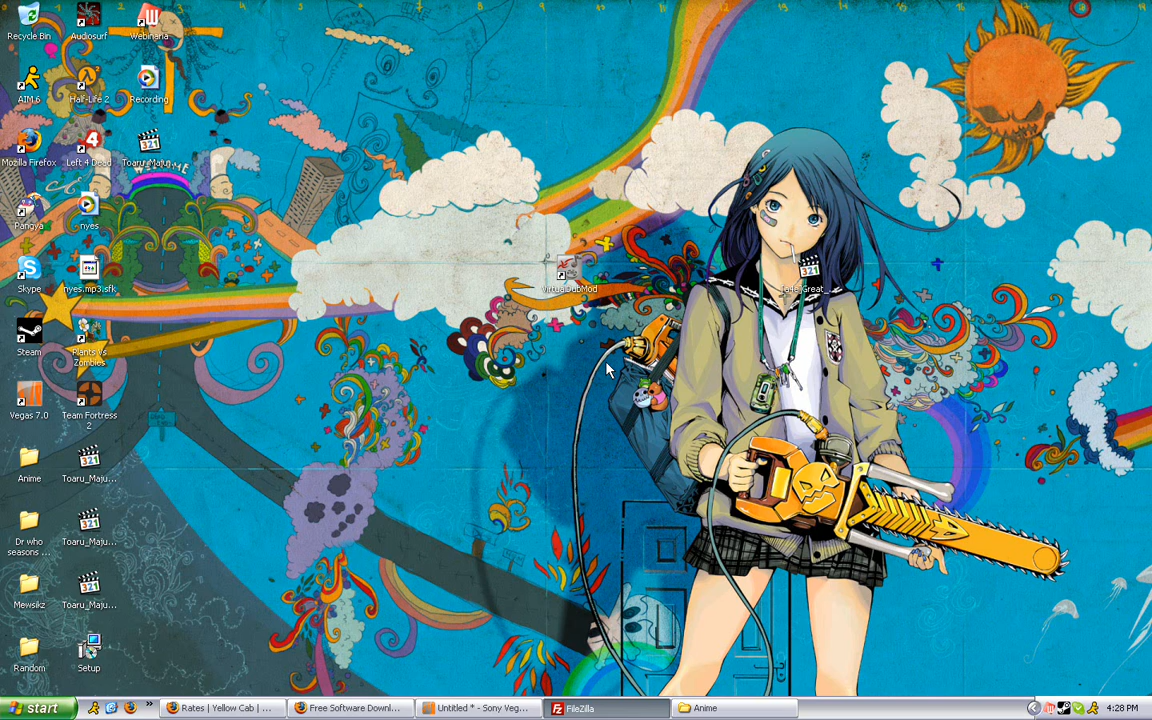 Recycle Bin
Audiosurf
Webinaria
AIM 6
Half-Life 2
Recording
Mozilla Firefox
Left 4 Dead
Toaru_Maju...
Pangya
nyes
Skype
nyes.mp3.sfk
VirtualDubMod
Steam
Plants Vs
Zombies
Vegas 7.0
Team Fortress
2
Anime
Toaru_Maju...
Dr who
seasons ...
Toaru_Maju...
Mewsikz
Toaru_Maju...
Random
Setup
start
Rates | Yellow Cab | ...
Free Software Downl...
Untitled * - Sony Veg...
FileZilla
Anime
4:28 PM